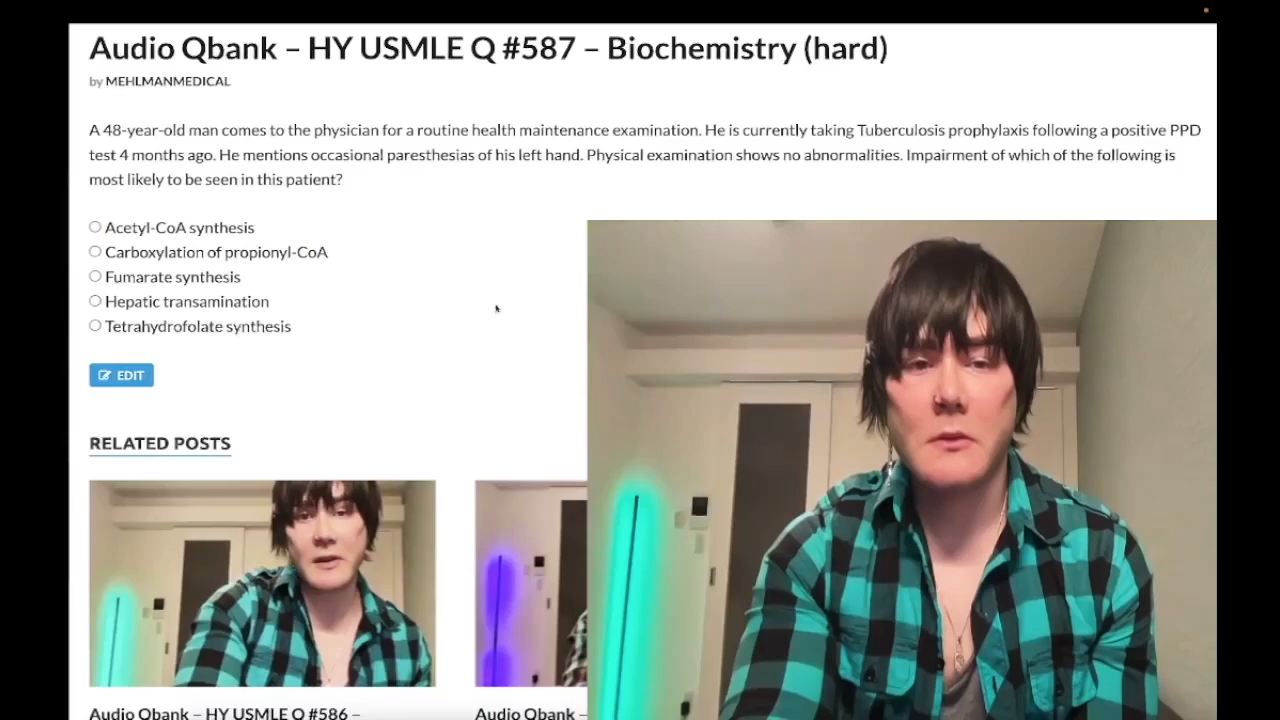 Audio Qbank – HY USMLE Q #587 – Biochemistry (hard)
by MEHLMANMEDICAL
A 48-year-old man comes to the physician for a routine health maintenance examination. He is currently taking Tuberculosis prophylaxis following a positive PPD
test 4 months ago. He mentions occasional paresthesias of his left hand. Physical examination shows no abnormalities. Impairment of which of the following is
most likely to be seen in this patient?
Acetyl-CoA synthesis
Carboxylation of propionyl-CoA
Fumarate synthesis
Hepatic transamination
Tetrahydrofolate synthesis
EDIT
RELATED POSTS
Audio Qbank – HY USMLE Q #586 –
Audio Qbank –